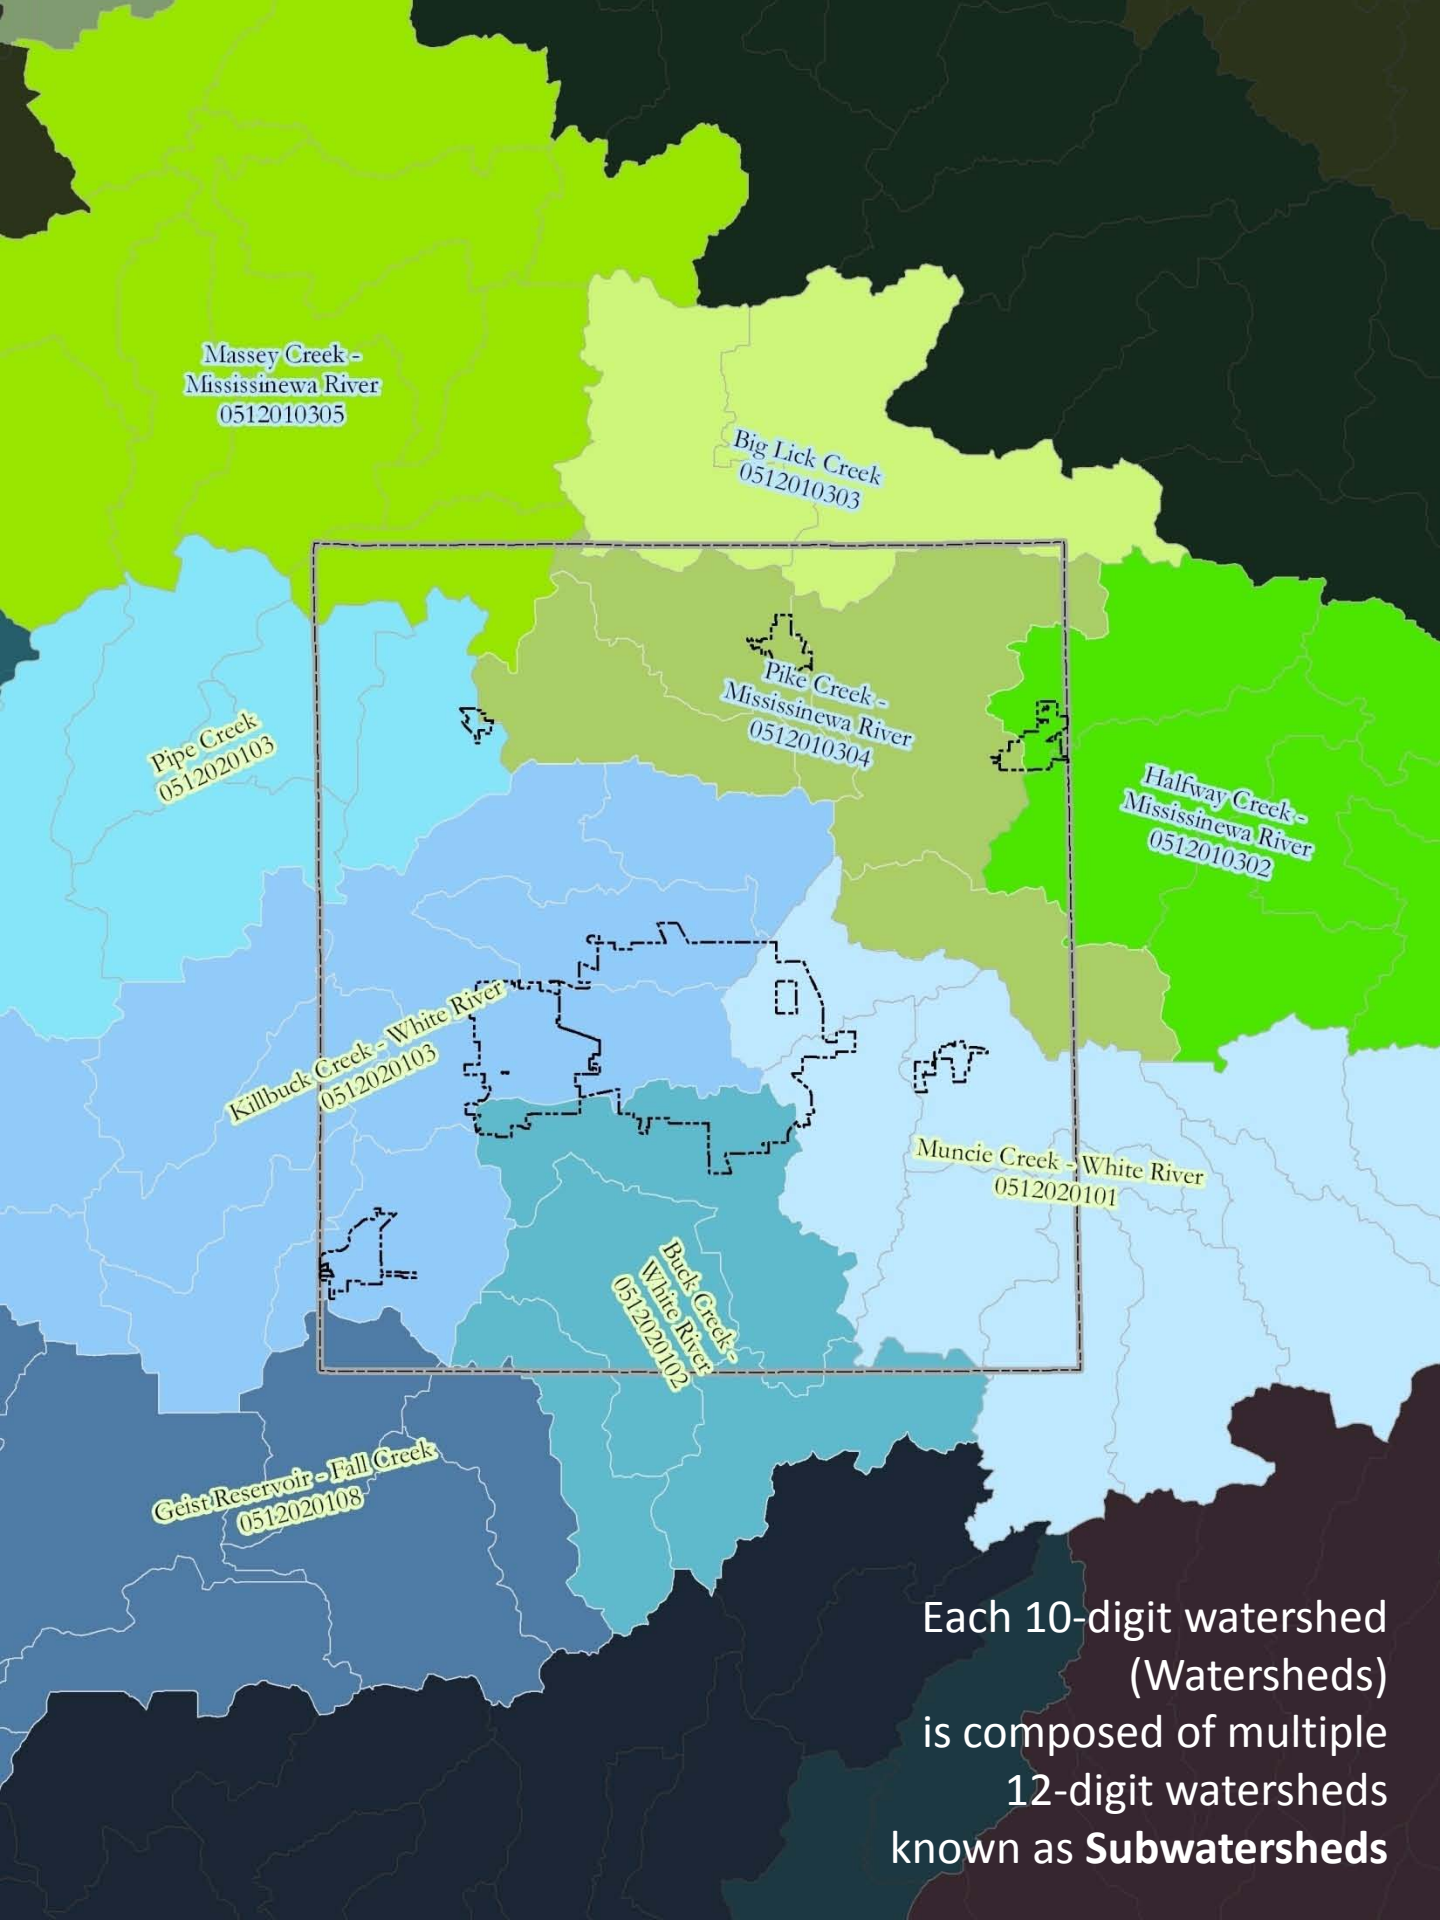 Massey Creek -
Mississinewa River
0512010305
Big Lick Creek
0512010303
Pike Creek -
Mississinewa River
0512010304
Pipe Creek
0512020103
Halfway Creek -
Mississinewa River
0512010302
Killbuck Creek - White River
0512020103
Muncie Creek - White River
0512020101
Buck Creek -
White River
0512020102
Geist Reservoir - Fall Creek
0512020108
Each 10-digit watershed
(Watersheds)
is composed of multiple
12-digit watersheds
known as Subwatersheds